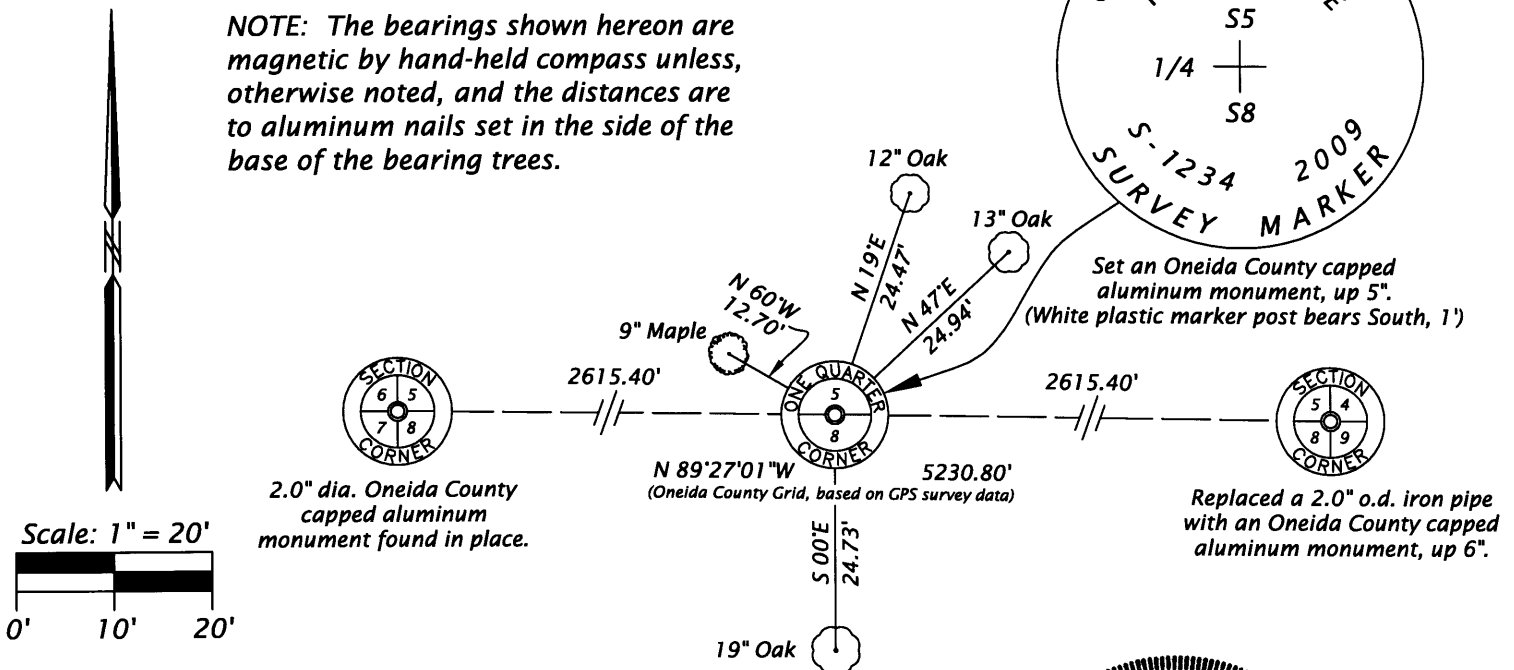 NOTE: The bearings shown hereon are
magnetic by hand-held compass unless,
otherwise noted, and the distances are
to aluminum nails set in the side of the
base of the bearing trees.
S5
1/4
S8
S-1234 2009
SURVEY MARKER
Set an Oneida County capped
aluminum monument, up 5".
(White plastic marker post bears South, 1')
12" Oak
N 19°E
24.47'
13" Oak
N 47°E
24.94'
N 60°W
12.70'
9" Maple
SECTION
6 5
7 8
CORNER
2615.40'
ONE QUARTER
5
8
CORNER
2615.40'
SECTION
5 4
8 9
CORNER
2.0" dia. Oneida County
capped aluminum
monument found in place.
N 89°27'01"W 5230.80'
(Oneida County Grid, based on GPS survey data)
Replaced a 2.0" o.d. iron pipe
with an Oneida County capped
aluminum monument, up 6".
S 00°E
24.73'
19" Oak
Scale: 1" = 20'
0' 10' 20'